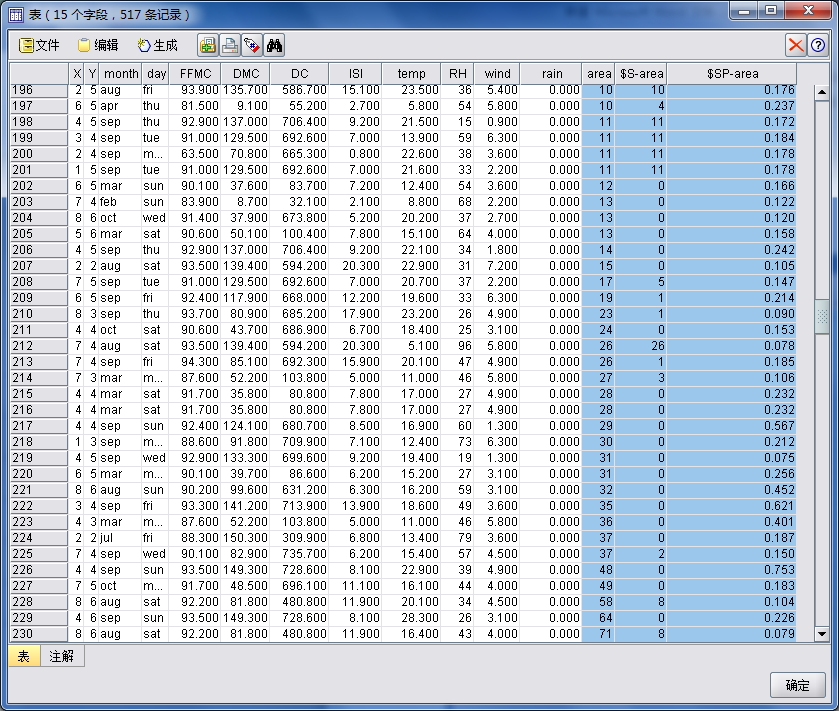 表（15 个字段，517 条记录）
文件 编辑 生成
X Y month day FFMC DMC DC ISI temp RH wind rain area $S-area $SP-area
196 2 5 aug fri 93.900 135.700 586.700 15.100 23.500 36 5.400 0.000 10 10 0.176
197 6 5 apr thu 81.500 9.100 55.200 2.700 5.800 54 5.800 0.000 10 4 0.237
198 4 5 sep thu 92.900 137.000 706.400 9.200 21.500 15 0.900 0.000 11 11 0.172
199 3 4 sep tue 91.000 129.500 692.600 7.000 13.900 59 6.300 0.000 11 11 0.184
200 2 4 sep m... 63.500 70.800 665.300 0.800 22.600 38 3.600 0.000 11 11 0.178
201 1 5 sep tue 91.000 129.500 692.600 7.000 21.600 33 2.200 0.000 11 11 0.178
202 6 5 mar sun 90.100 37.600 83.700 7.200 12.400 54 3.600 0.000 12 0 0.166
203 7 4 feb sun 83.900 8.700 32.100 2.100 8.800 68 2.200 0.000 13 0 0.122
204 8 6 oct wed 91.400 37.900 673.800 5.200 20.200 37 2.700 0.000 13 0 0.120
205 5 6 mar sat 90.600 50.100 100.400 7.800 15.100 64 4.000 0.000 13 0 0.158
206 4 5 sep thu 92.900 137.000 706.400 9.200 22.100 34 1.800 0.000 14 0 0.242
207 2 2 aug sat 93.500 139.400 594.200 20.300 22.900 31 7.200 0.000 15 0 0.105
208 7 5 sep tue 91.000 129.500 692.600 7.000 20.700 37 2.200 0.000 17 5 0.147
209 6 5 sep fri 92.400 117.900 668.000 12.200 19.600 33 6.300 0.000 19 1 0.214
210 8 3 sep thu 93.700 80.900 685.200 17.900 23.200 26 4.900 0.000 23 1 0.090
211 4 4 oct sat 90.600 43.700 686.900 6.700 18.400 25 3.100 0.000 24 0 0.153
212 7 4 aug sat 93.500 139.400 594.200 20.300 5.100 96 5.800 0.000 26 26 0.078
213 7 4 sep fri 94.300 85.100 692.300 15.900 20.100 47 4.900 0.000 26 1 0.185
214 7 3 mar m... 87.600 52.200 103.800 5.000 11.000 46 5.800 0.000 27 3 0.106
215 4 4 mar sat 91.700 35.800 80.800 7.800 17.000 27 4.900 0.000 28 0 0.232
216 4 4 mar sat 91.700 35.800 80.800 7.800 17.000 27 4.900 0.000 28 0 0.232
217 4 4 sep sun 92.400 124.100 680.700 8.500 16.900 60 1.300 0.000 29 0 0.567
218 1 3 sep m... 88.600 91.800 709.900 7.100 12.400 73 6.300 0.000 30 0 0.212
219 4 5 sep wed 92.900 133.300 699.600 9.200 19.400 19 1.300 0.000 31 0 0.075
220 6 5 mar m... 90.100 39.700 86.600 6.200 15.200 27 3.100 0.000 31 0 0.256
221 8 6 aug sun 90.200 99.600 631.200 6.300 16.200 59 3.100 0.000 32 0 0.452
222 3 4 sep fri 93.300 141.200 713.900 13.900 18.600 49 3.600 0.000 35 0 0.621
223 4 3 mar m... 87.600 52.200 103.800 5.000 11.000 46 5.800 0.000 36 0 0.401
224 2 2 jul fri 88.300 150.300 309.900 6.800 13.400 79 3.600 0.000 37 0 0.187
225 7 4 sep wed 90.100 82.900 735.700 6.200 15.400 57 4.500 0.000 37 2 0.150
226 4 4 sep sun 93.500 149.300 728.600 8.100 22.900 39 4.900 0.000 48 0 0.753
227 7 5 oct m... 91.700 48.500 696.100 11.100 16.100 44 4.000 0.000 49 0 0.183
228 8 6 aug sat 92.200 81.800 480.800 11.900 20.100 34 4.500 0.000 58 8 0.104
229 4 6 sep sun 93.500 149.300 728.600 8.100 28.300 26 3.100 0.000 64 0 0.226
230 8 6 aug sat 92.200 81.800 480.800 11.900 16.400 43 4.000 0.000 71 8 0.079
表 注解
确定